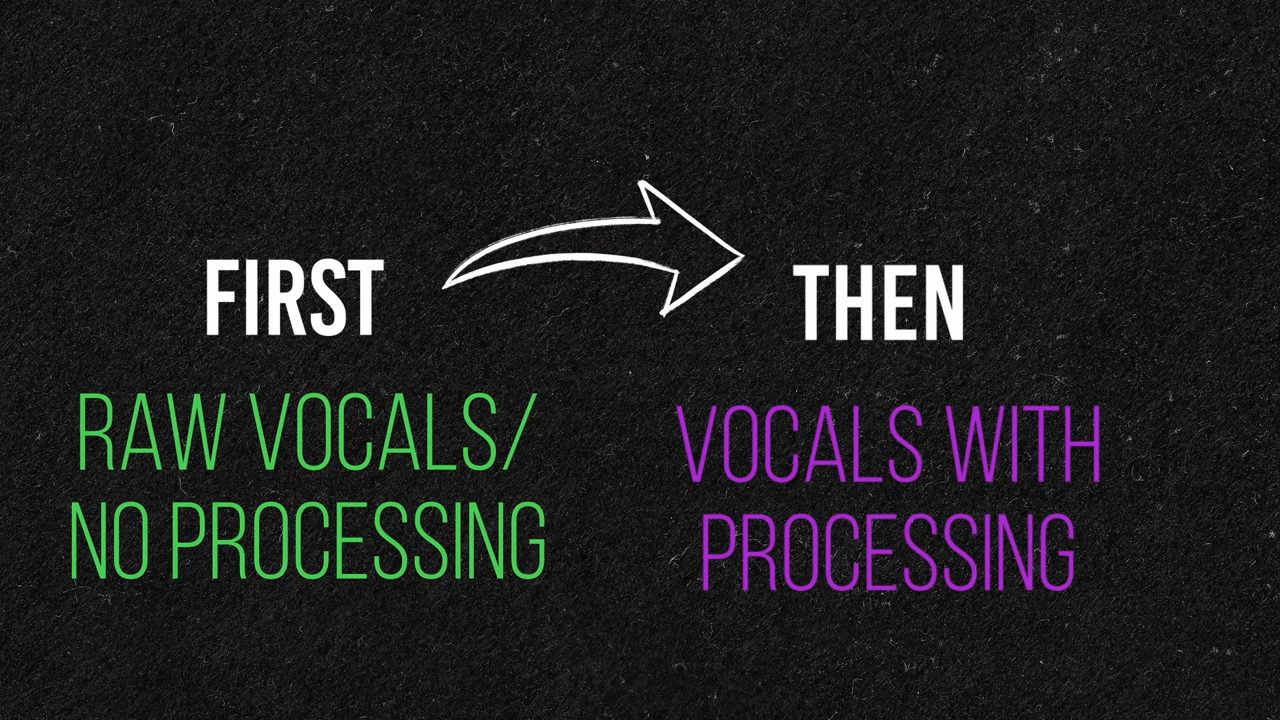 FIRST
RAW VOCALS/
NO PROCESSING
THEN
VOCALS WITH
PROCESSING